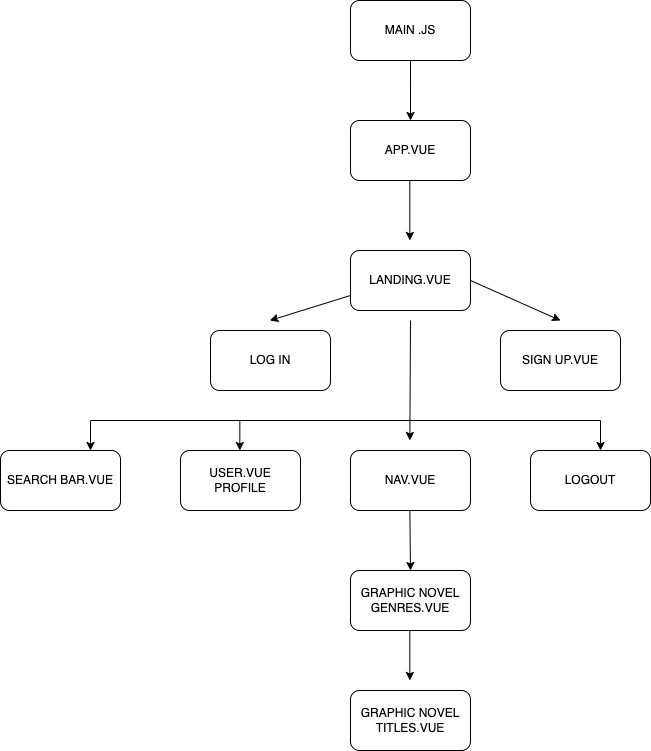 MAIN .JS
APP.VUE
LANDING.VUE
LOG IN
SIGN UP.VUE
SEARCH BAR.VUE
USER.VUE
PROFILE
NAV.VUE
LOGOUT
GRAPHIC NOVEL
GENRES.VUE
GRAPHIC NOVEL
TITLES.VUE